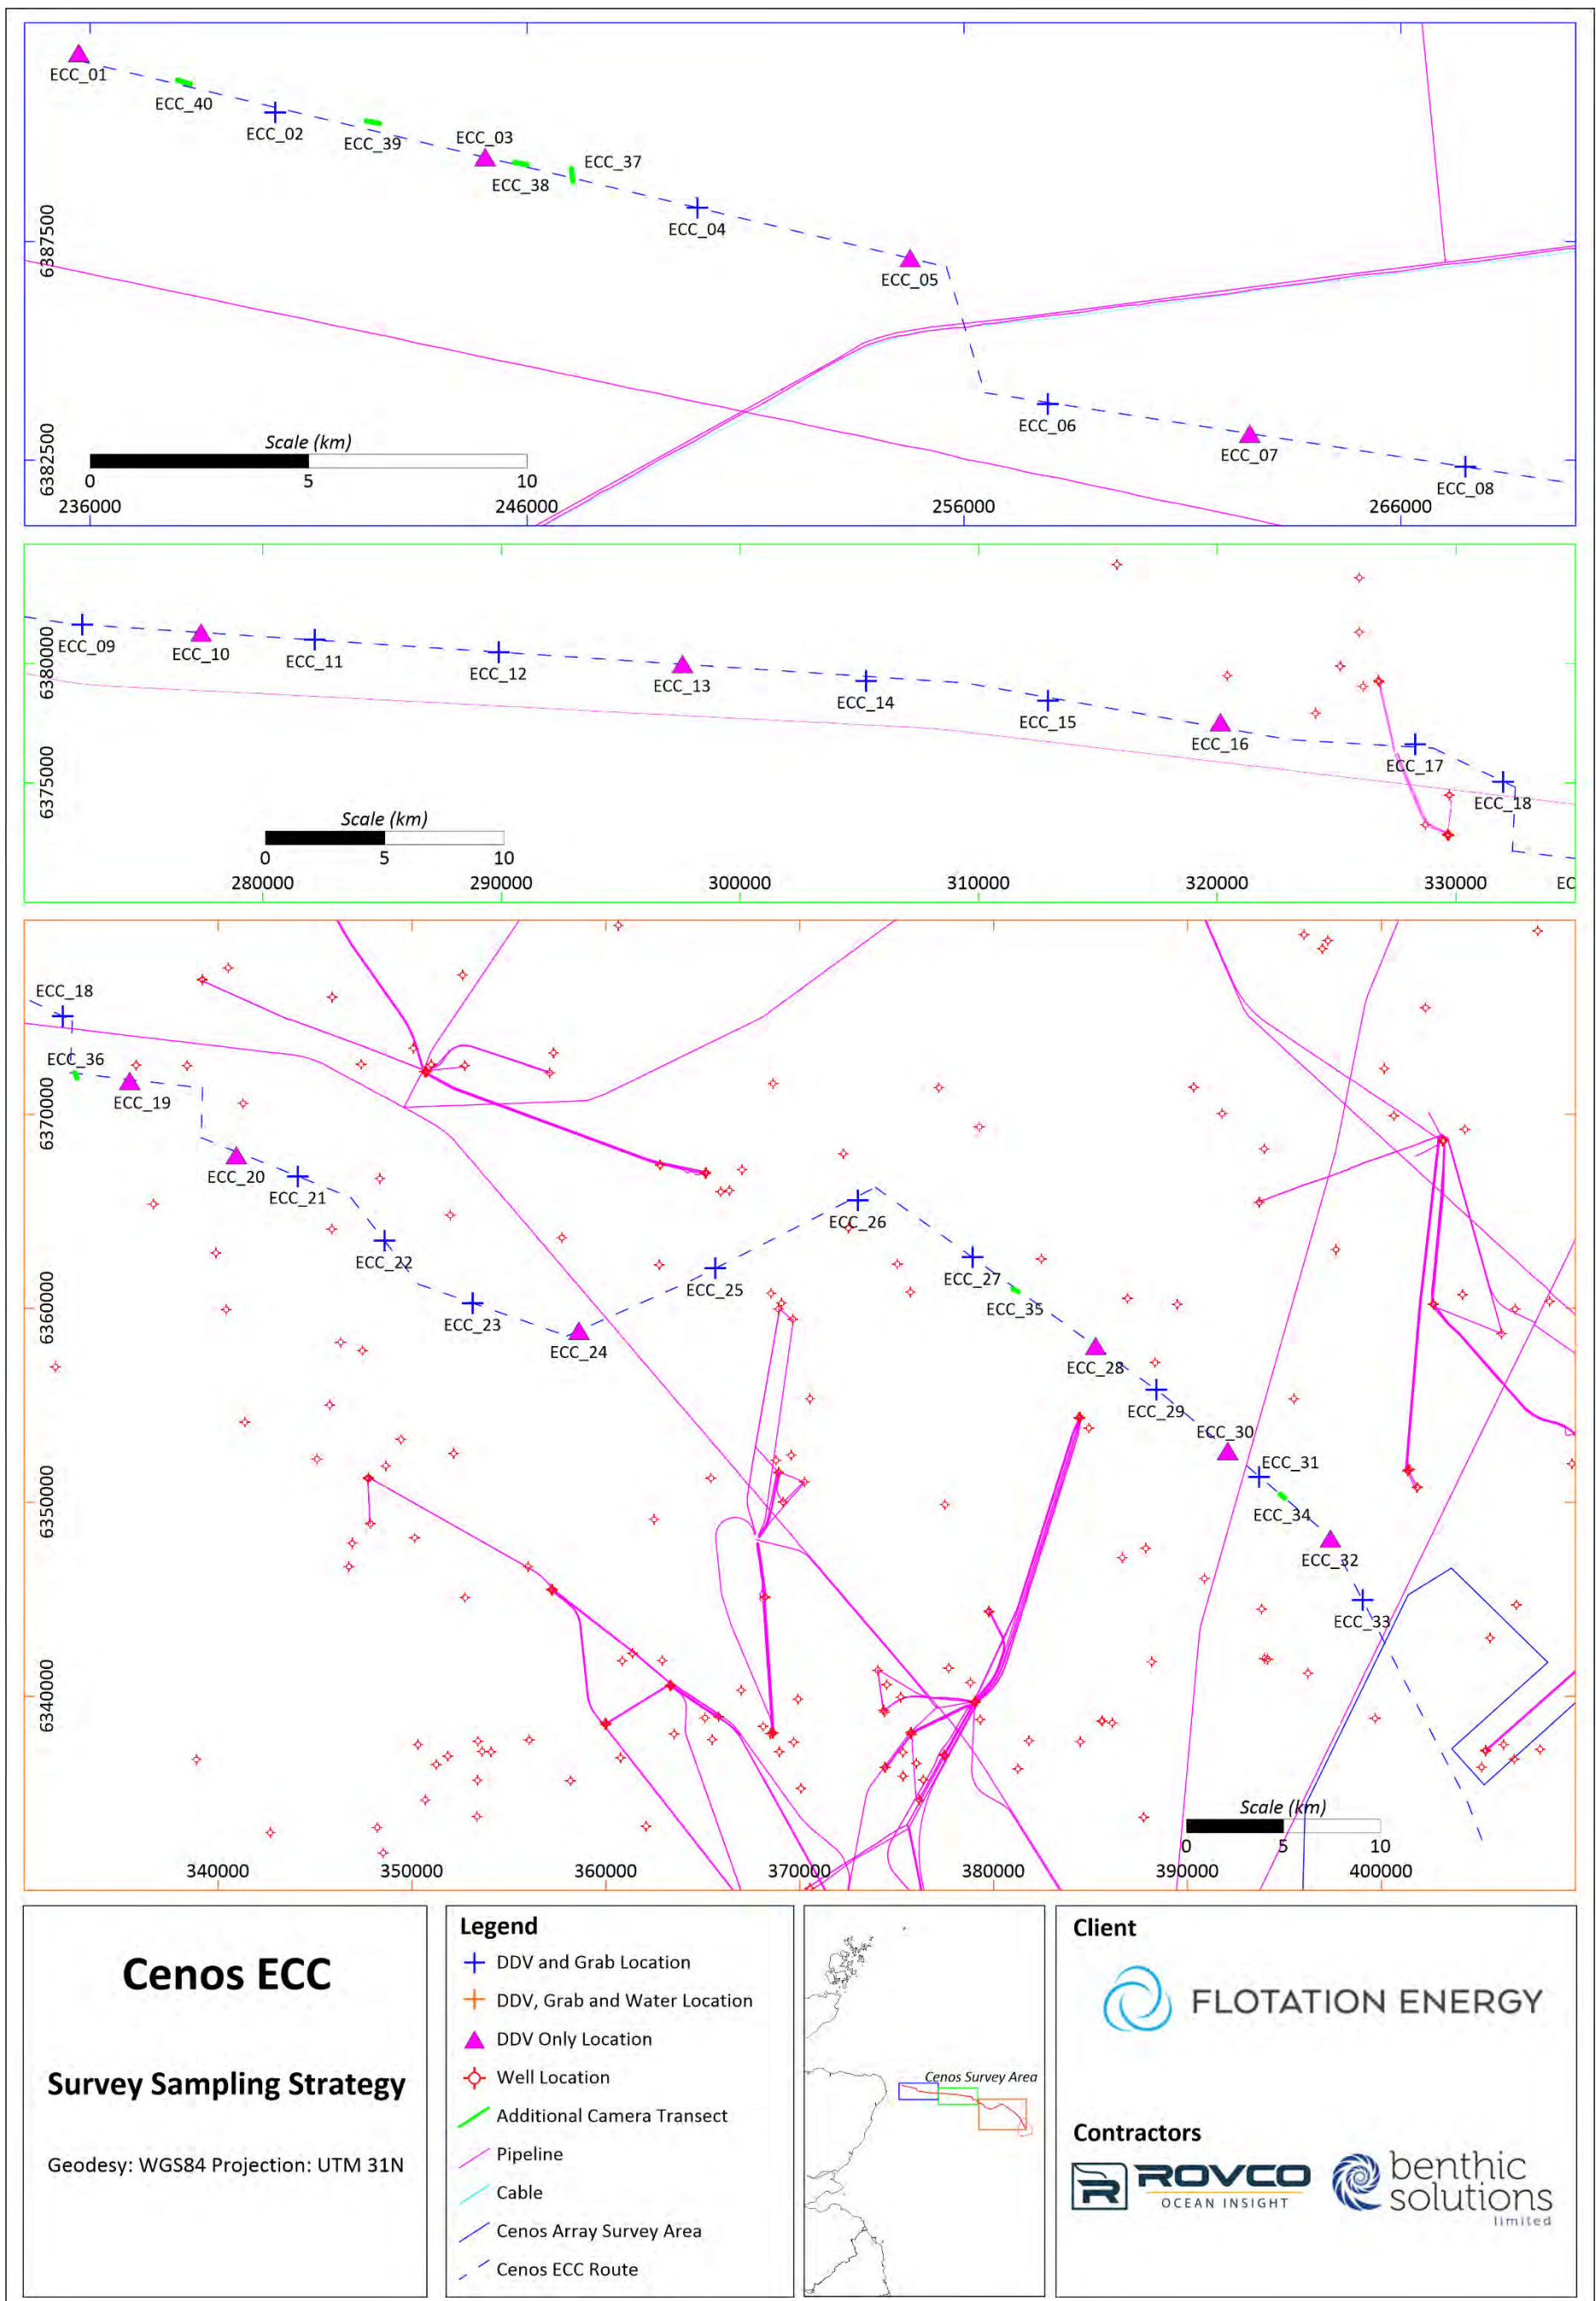 ECC_01
ECC_40
ECC_02
ECC_39
ECC_03
ECC_38
ECC_37
ECC_04
ECC_05
ECC_06
ECC_07
ECC_08
6387500
6382500
Scale (km)
0 5 10
236000 246000 256000 266000
ECC_09
ECC_10
ECC_11
ECC_12
ECC_13
ECC_14
ECC_15
ECC_16
ECC_17
ECC_18
6380000
6375000
Scale (km)
0 5 10
280000 290000 300000 310000 320000 330000 EC
ECC_18
ECC_36
ECC_19
ECC_20
ECC_21
ECC_22
ECC_23
ECC_24
ECC_25
ECC_26
ECC_27
ECC_35
ECC_28
ECC_29
ECC_30
ECC_31
ECC_34
ECC_32
ECC_33
6370000
6360000
6350000
6340000
Scale (km)
0 5 10
340000 350000 360000 370000 380000 390000 400000
Cenos ECC
Survey Sampling Strategy
Geodesy: WGS84 Projection: UTM 31N
Legend
DDV and Grab Location
DDV, Grab and Water Location
DDV Only Location
Well Location
Additional Camera Transect
Pipeline
Cable
Cenos Array Survey Area
Cenos ECC Route
Cenos Survey Area
Client
FLOTATION ENERGY
Contractors
ROVCO
OCEAN INSIGHT
benthic
solutions
limited